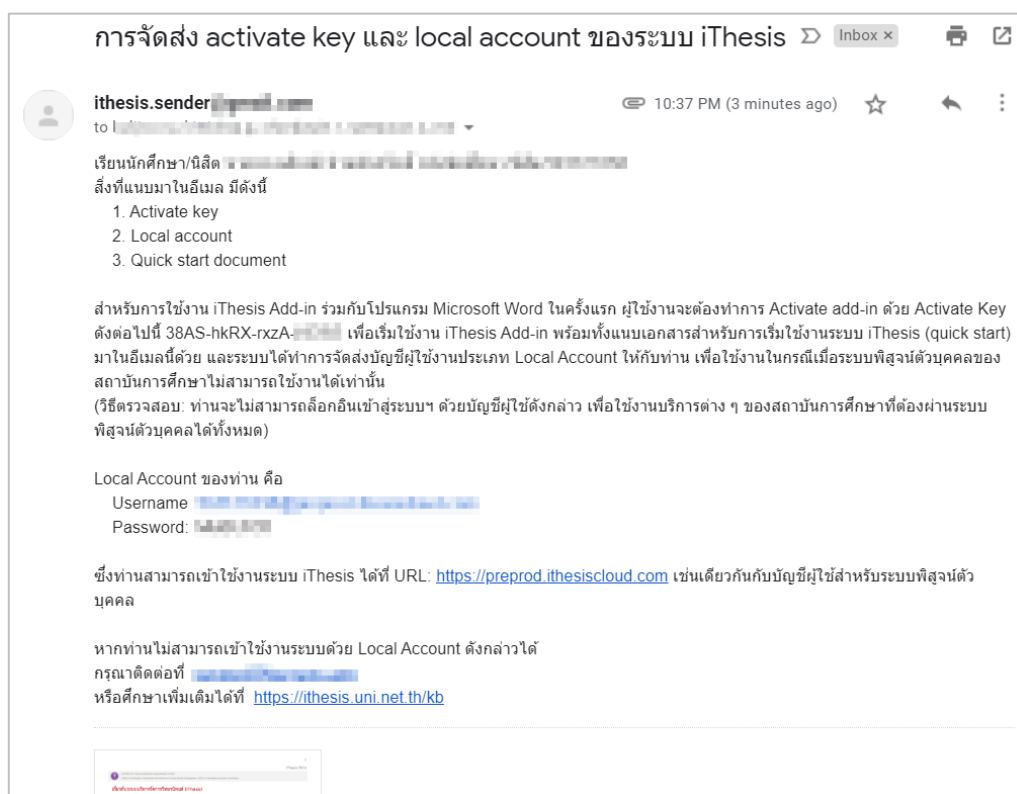 การจัดส่ง activate key และ local account ของระบบ iThesis Inbox ×
ithesis.sender 10:37 PM (3 minutes ago)
to
เรียนนักศึกษา/นิสิต
สิ่งที่แนบมาในอีเมล มีดังนี้
1. Activate key
2. Local account
3. Quick start document
สำหรับการใช้งาน iThesis Add-in ร่วมกับโปรแกรม Microsoft Word ในครั้งแรก ผู้ใช้งานจะต้องทำการ Activate add-in ด้วย Activate Key
ดังต่อไปนี้ 38AS-hkRX-rxzA- เพื่อเริ่มใช้งาน iThesis Add-in พร้อมทั้งแนบเอกสารสำหรับการเริ่มใช้งานระบบ iThesis (quick start)
มาในอีเมลนี้ด้วย และระบบได้ทำการจัดส่งบัญชีผู้ใช้งานประเภท Local Account ให้กับท่าน เพื่อใช้งานในกรณีเมื่อระบบพิสูจน์ตัวบุคคลของ
สถาบันการศึกษาไม่สามารถใช้งานได้เท่านั้น
(วิธีตรวจสอบ: ท่านจะไม่สามารถล็อกอินเข้าสู่ระบบฯ ด้วยบัญชีผู้ใช้ดังกล่าว เพื่อใช้งานบริการต่าง ๆ ของสถาบันการศึกษาที่ต้องผ่านระบบ
พิสูจน์ตัวบุคคลได้ทั้งหมด)
Local Account ของท่าน คือ
Username
Password:
ซึ่งท่านสามารถเข้าใช้งานระบบ iThesis ได้ที่ URL: https://preprod.ithesiscloud.com เช่นเดียวกันกับบัญชีผู้ใช้สำหรับระบบพิสูจน์ตัว
บุคคล
หากท่านไม่สามารถเข้าใช้งานระบบด้วย Local Account ดังกล่าวได้
กรุณาติดต่อที่
หรือศึกษาเพิ่มเติมได้ที่ https://ithesis.uni.net.th/kb